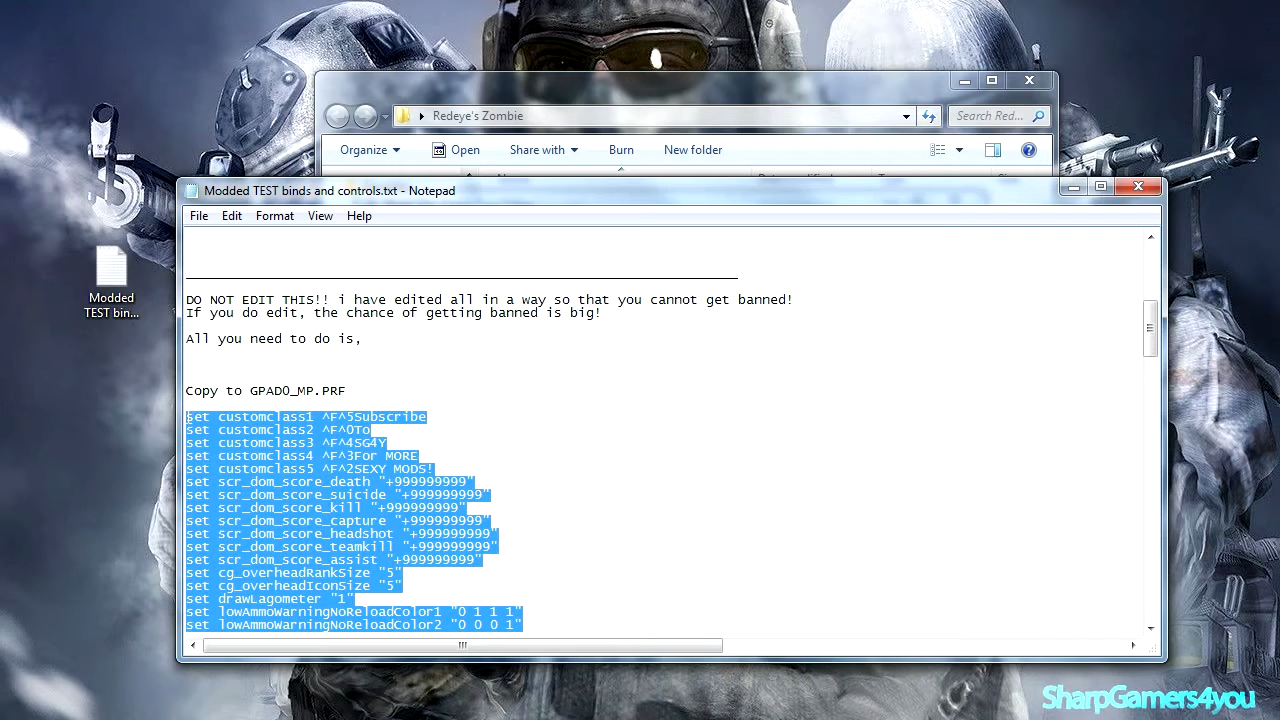 Redeye's Zombie
Search Red...
Organize
Open
Share with
Burn
New folder
Modded TEST binds and controls.txt - Notepad
File Edit Format View Help
Modded
TEST bin...
DO NOT EDIT THIS!! i have edited all in a way so that you cannot get banned!
If you do edit, the chance of getting banned is big!
All you need to do is,
Copy to GPAD0_MP.PRF
set customclass1 ^F^5Subscribe
set customclass2 ^F^0To
set customclass3 ^F^4SG4Y
set customclass4 ^F^3For MORE
set customclass5 ^F^2SEXY MODS!
set scr_dom_score_death "+999999999"
set scr_dom_score_suicide "+999999999"
set scr_dom_score_kill "+999999999"
set scr_dom_score_capture "+999999999"
set scr_dom_score_headshot "+999999999"
set scr_dom_score_teamkill "+999999999"
set scr_dom_score_assist "+999999999"
set cg_overheadRankSize "5"
set cg_overheadIconSize "5"
set drawLagometer "1"
set lowAmmoWarningNoReloadColor1 "0 1 1 1"
set lowAmmoWarningNoReloadColor2 "0 0 0 1"
SharpGamers4you